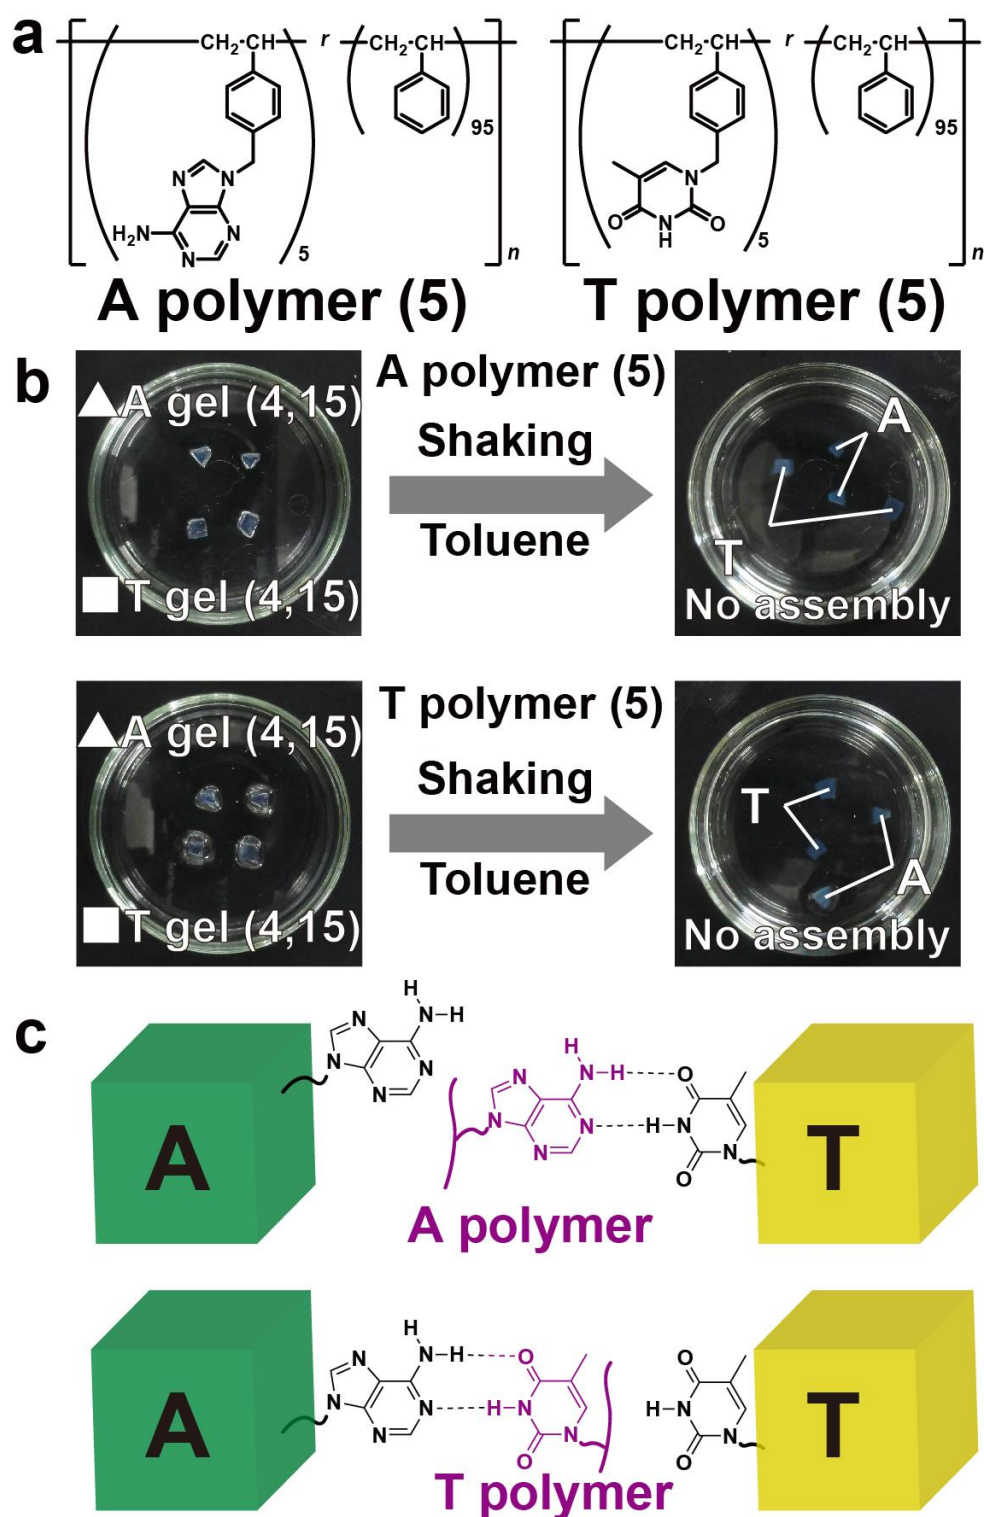 a
CH2-CH r CH2-CH
95
N N
H2N N N
5 n
A polymer (5)
CH2-CH r CH2-CH
95
N
O N H O
5 n
T polymer (5)
b
A gel (4,15)
T gel (4,15)
A polymer (5)
Shaking
Toluene
A
T
No assembly
A gel (4,15)
T gel (4,15)
T polymer (5)
Shaking
Toluene
T
A
No assembly
c
H
N N-H
N N
N
A
H
N N-H O
N N H-N
N O N
T
A polymer
H
N N-H O
N N H-N
N O N
A
O
H-N
O N
T
T polymer